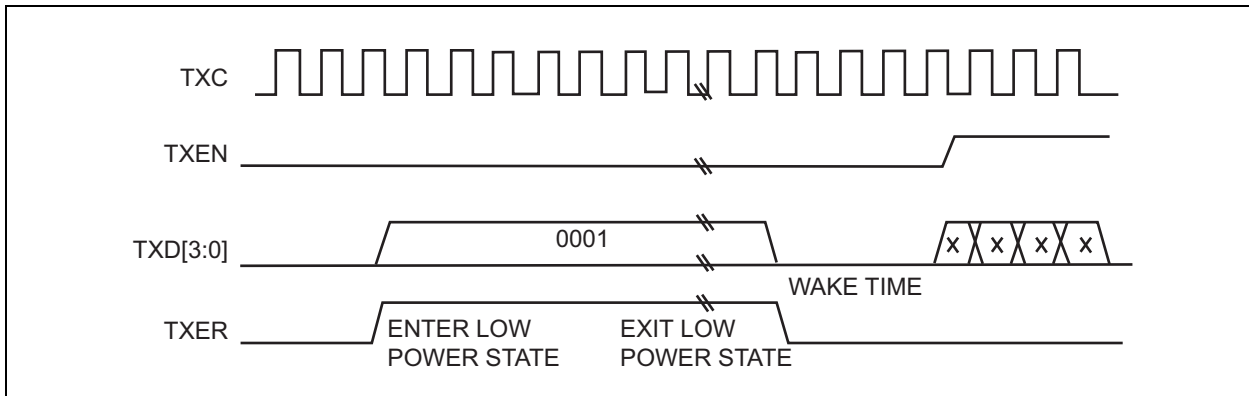 TXC
TXEN
TXD[3:0]
0001
x x x x
WAKE TIME
TXER
ENTER LOW
POWER STATE
EXIT LOW
POWER STATE